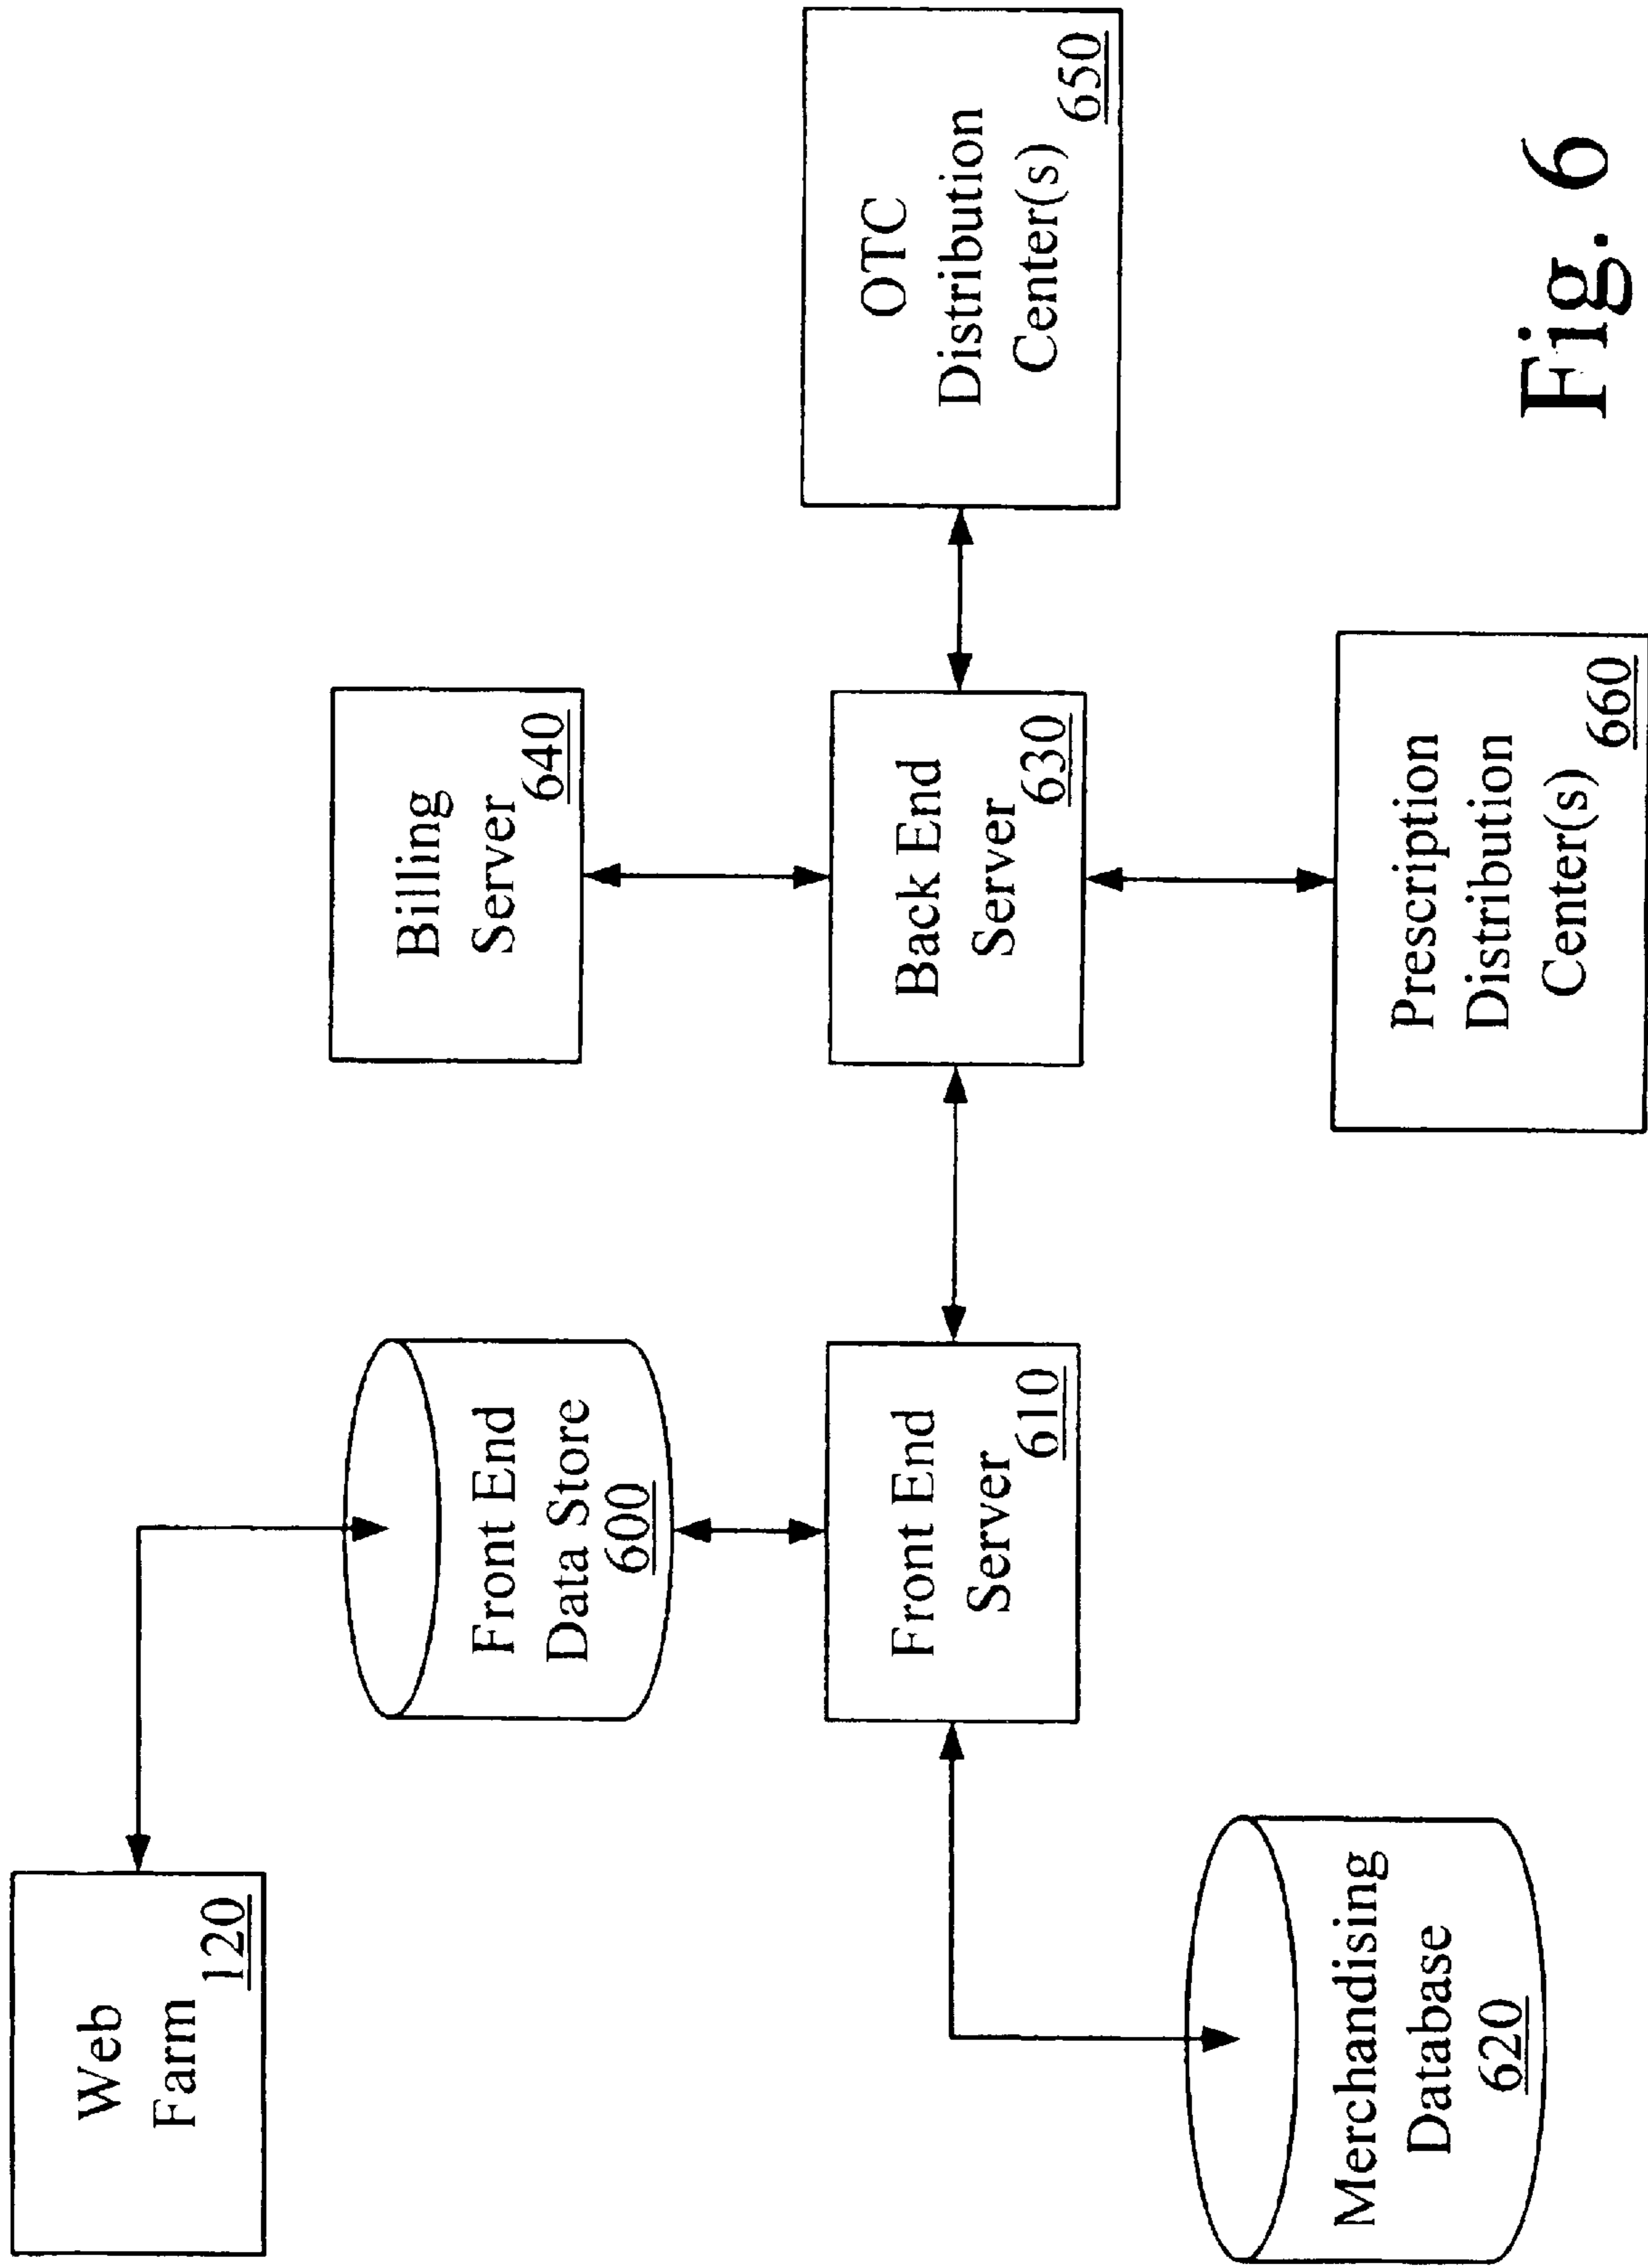 Web
Farm
120
Front End
Data Store
600
Billing
Server
640
Front End
Server
610
Back End
Server
630
OTC
Distribution
Center(s)
650
Merchandising
Database
620
Prescription
Distribution
Center(s)
660
Fig. 6